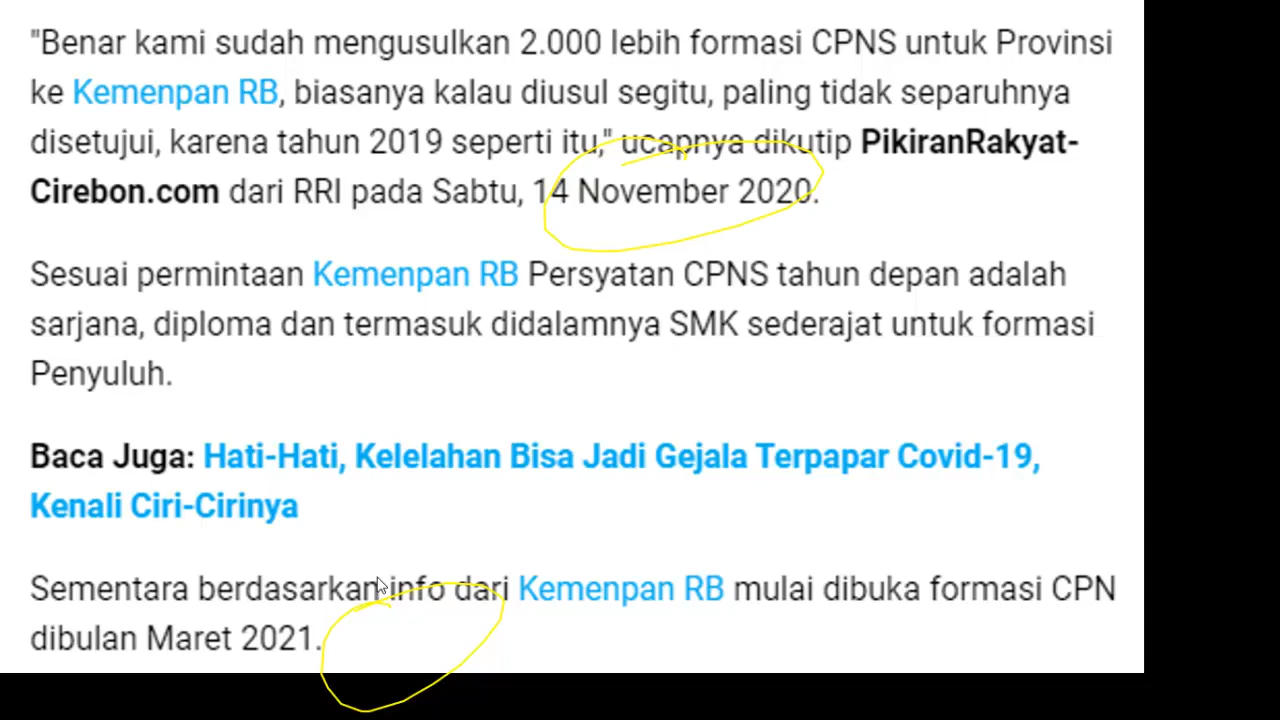 "Benar kami sudah mengusulkan 2.000 lebih formasi CPNS untuk Provinsi
ke Kemenpan RB, biasanya kalau diusul segitu, paling tidak separuhnya
disetujui, karena tahun 2019 seperti itu," ucapnya dikutip PikiranRakyat-
Cirebon.com dari RRI pada Sabtu, 14 November 2020.
Sesuai permintaan Kemenpan RB Persyatan CPNS tahun depan adalah
sarjana, diploma dan termasuk didalamnya SMK sederajat untuk formasi
Penyuluh.
Baca Juga: Hati-Hati, Kelelahan Bisa Jadi Gejala Terpapar Covid-19,
Kenali Ciri-Cirinya
Sementara berdasarkan info dari Kemenpan RB mulai dibuka formasi CPN
dibulan Maret 2021.